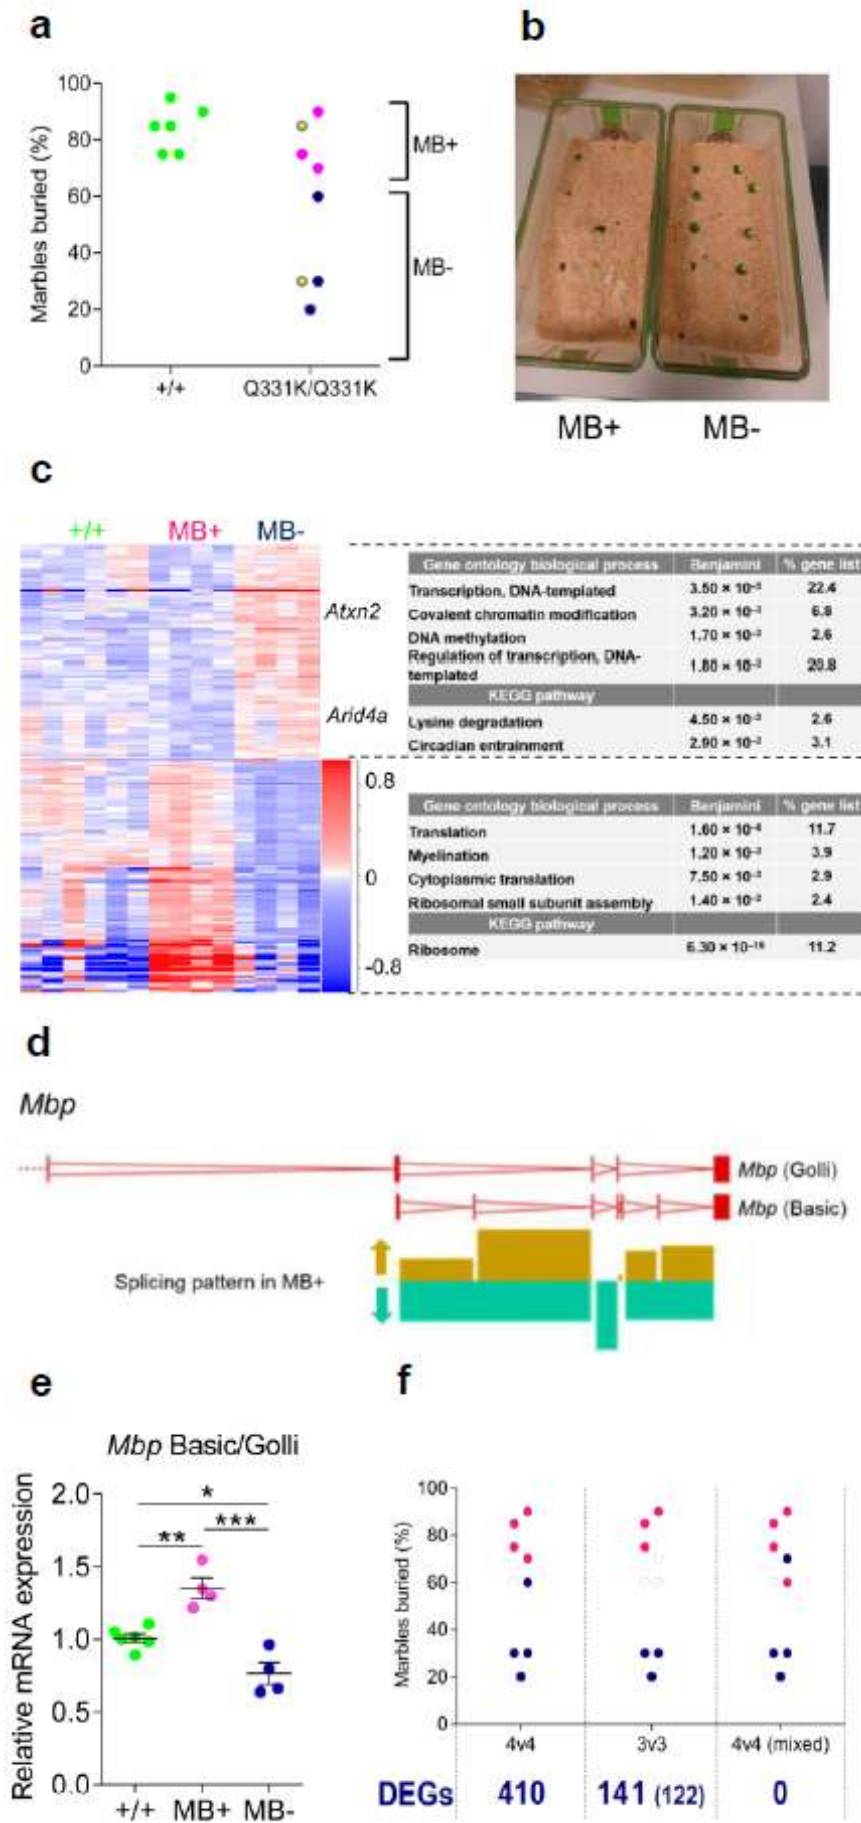 a
100
80
60
40
20
0
Marbles buried (%)
+/+
Q331K/Q331K
MB+
MB-
b
MB+
MB-
c
+/+ MB+ MB-
Atxn2
Arid4a
0.8
0
-0.8
Gene ontology biological process Benjamini % gene list
Transcription, DNA-templated 22.4
Covalent chromatin modification 6.8
DNA methylation 2.6
Regulation of transcription, DNA-
templated 20.8
KEGG pathway
Lysine degradation 2.6
Circadian entrainment 3.1
Gene ontology biological process Benjamini % gene list
Translation 11.7
Myelination 3.9
Cytoplasmic translation 2.9
Ribosomal small subunit assembly 2.4
KEGG pathway
Ribosome 11.2
d
Mbp
Mbp (Golli)
Mbp (Basic)
Splicing pattern in MB+
e
Mbp Basic/Golli
Relative mRNA expression
2.0
1.5
1.0
0.5
0.0
*
** ***
+/+ MB+ MB-
f
Marbles buried (%)
100
80
60
40
20
0
4v4 3v3 4v4 (mixed)
DEGs 410 141 (122) 0